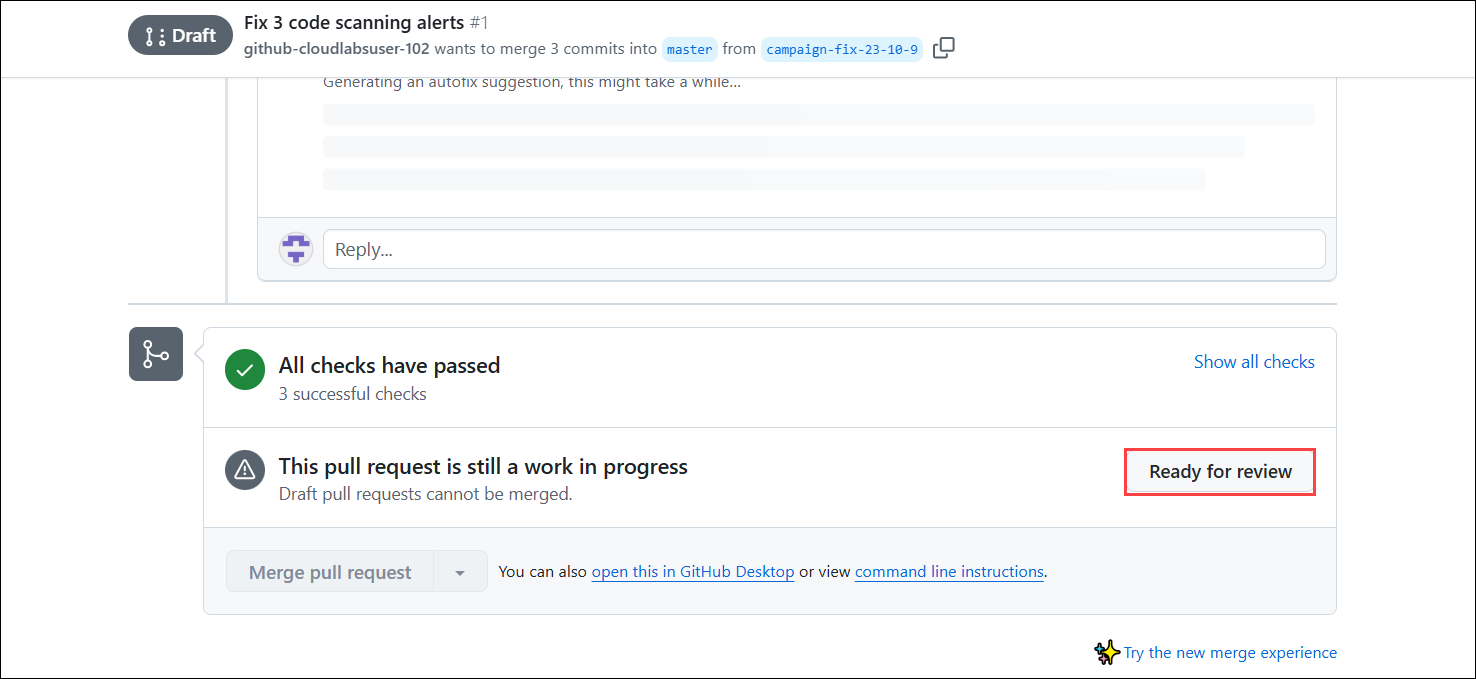 Draft
Fix 3 code scanning alerts #1
github-cloudlabsuser-102 wants to merge 3 commits into master from campaign-fix-23-10-9
Generating an autofix suggestion, this might take a while...
Reply...
All checks have passed
Show all checks
3 successful checks
This pull request is still a work in progress
Ready for review
Draft pull requests cannot be merged.
Merge pull request
You can also open this in GitHub Desktop or view command line instructions.
Try the new merge experience